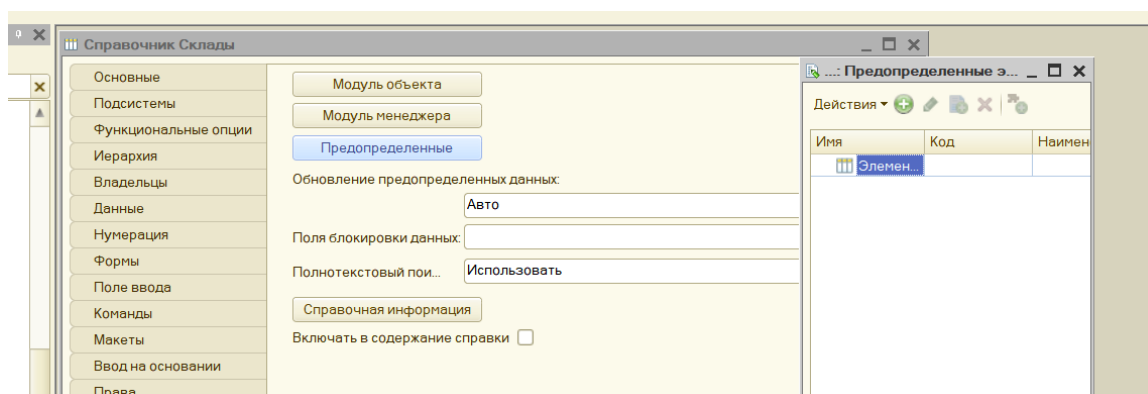 Справочник Склады
Основные
Подсистемы
Функциональные опции
Иерархия
Владельцы
Данные
Нумерация
Формы
Поле ввода
Команды
Макеты
Ввод на основании
Права
Модуль объекта
Модуль менеджера
Предопределенные
Обновление предопределенных данных:
Авто
Поля блокировки данных:
Полнотекстовый пои...
Использовать
Справочная информация
Включать в содержание справки
...: Предопределенные э...
Действия
Имя Код Наимен
Элемен...